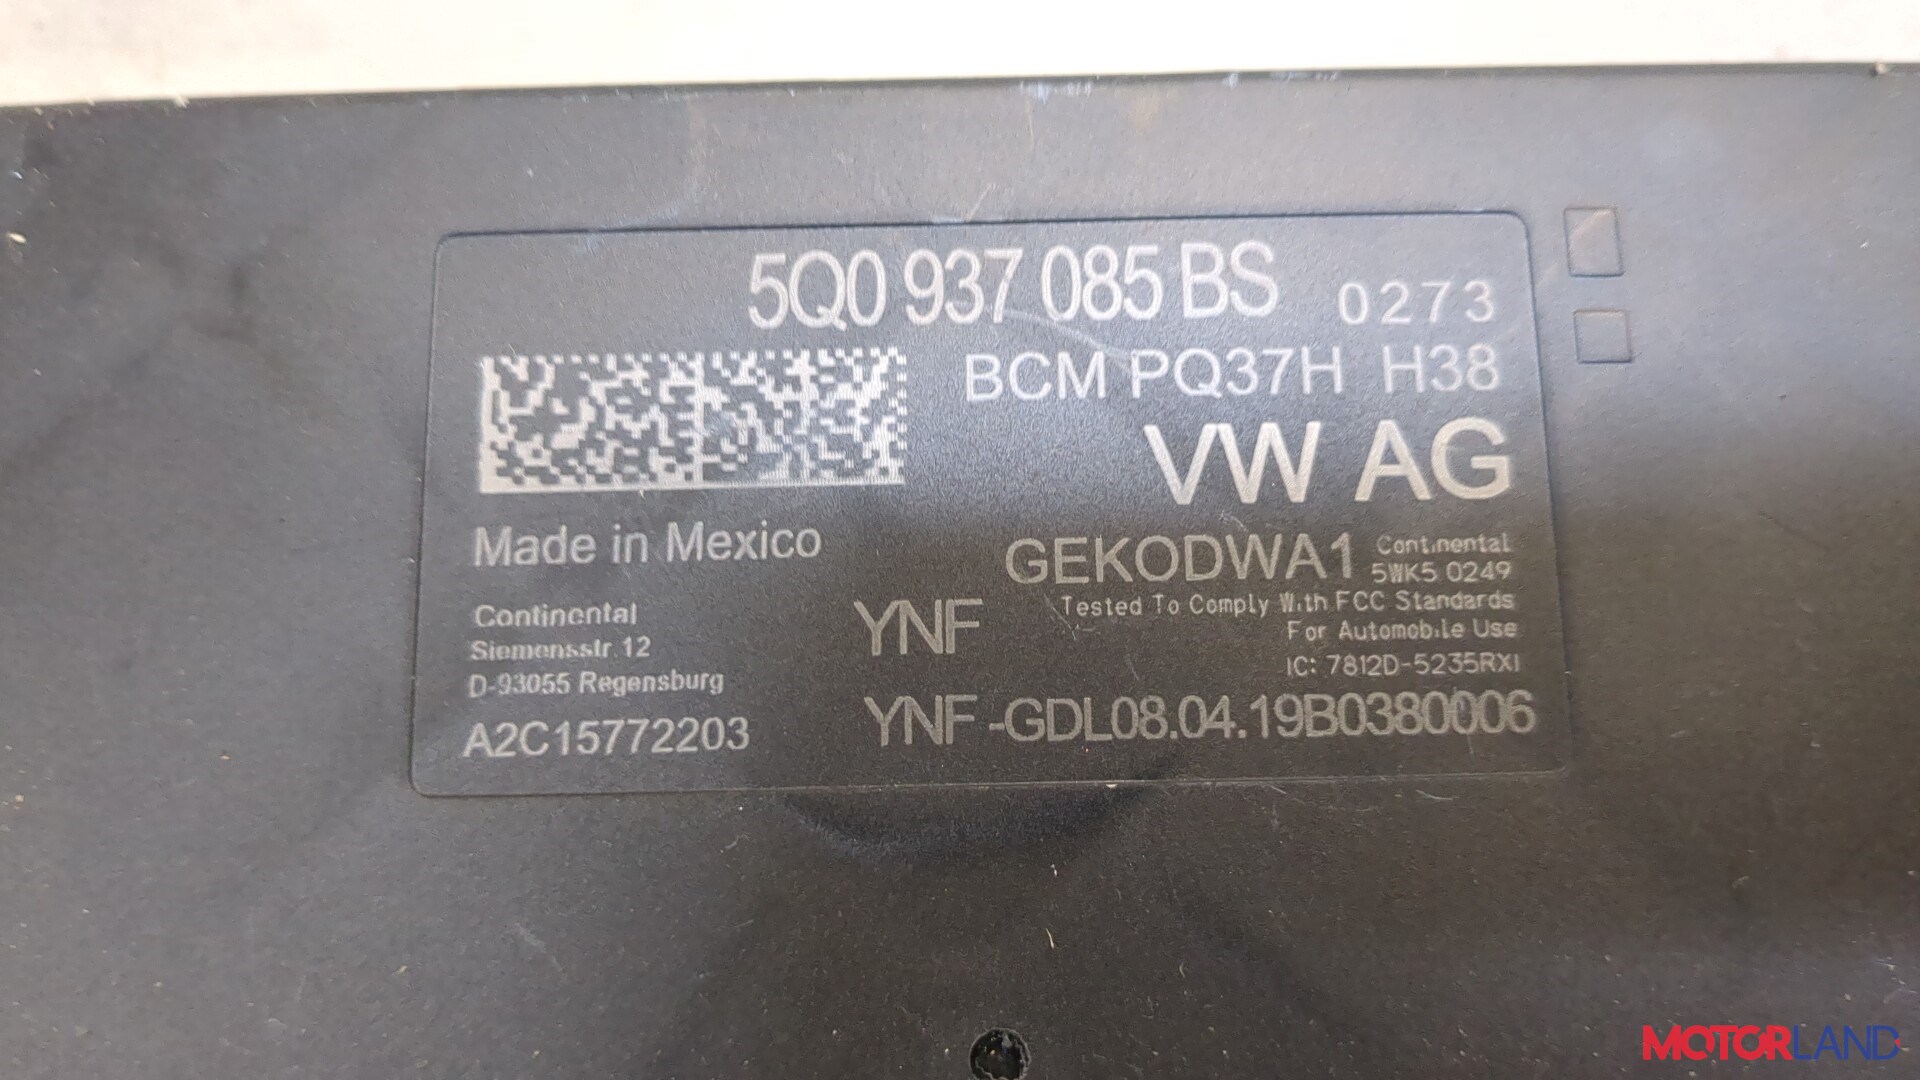 5Q0 937 085 BS 0273
BCM PQ37H H38
VW AG
Made in Mexico
GEKODWA1
Continental
5WK5 0249
Tested To Comply With FCC Standards
For Automobile Use
IC: 7812D-5235RXI
Continental
Siemensstr.12
D-93055 Regensburg
YNF
A2C15772203
YNF-GDL08.04.19B0380006
MOTORLAND